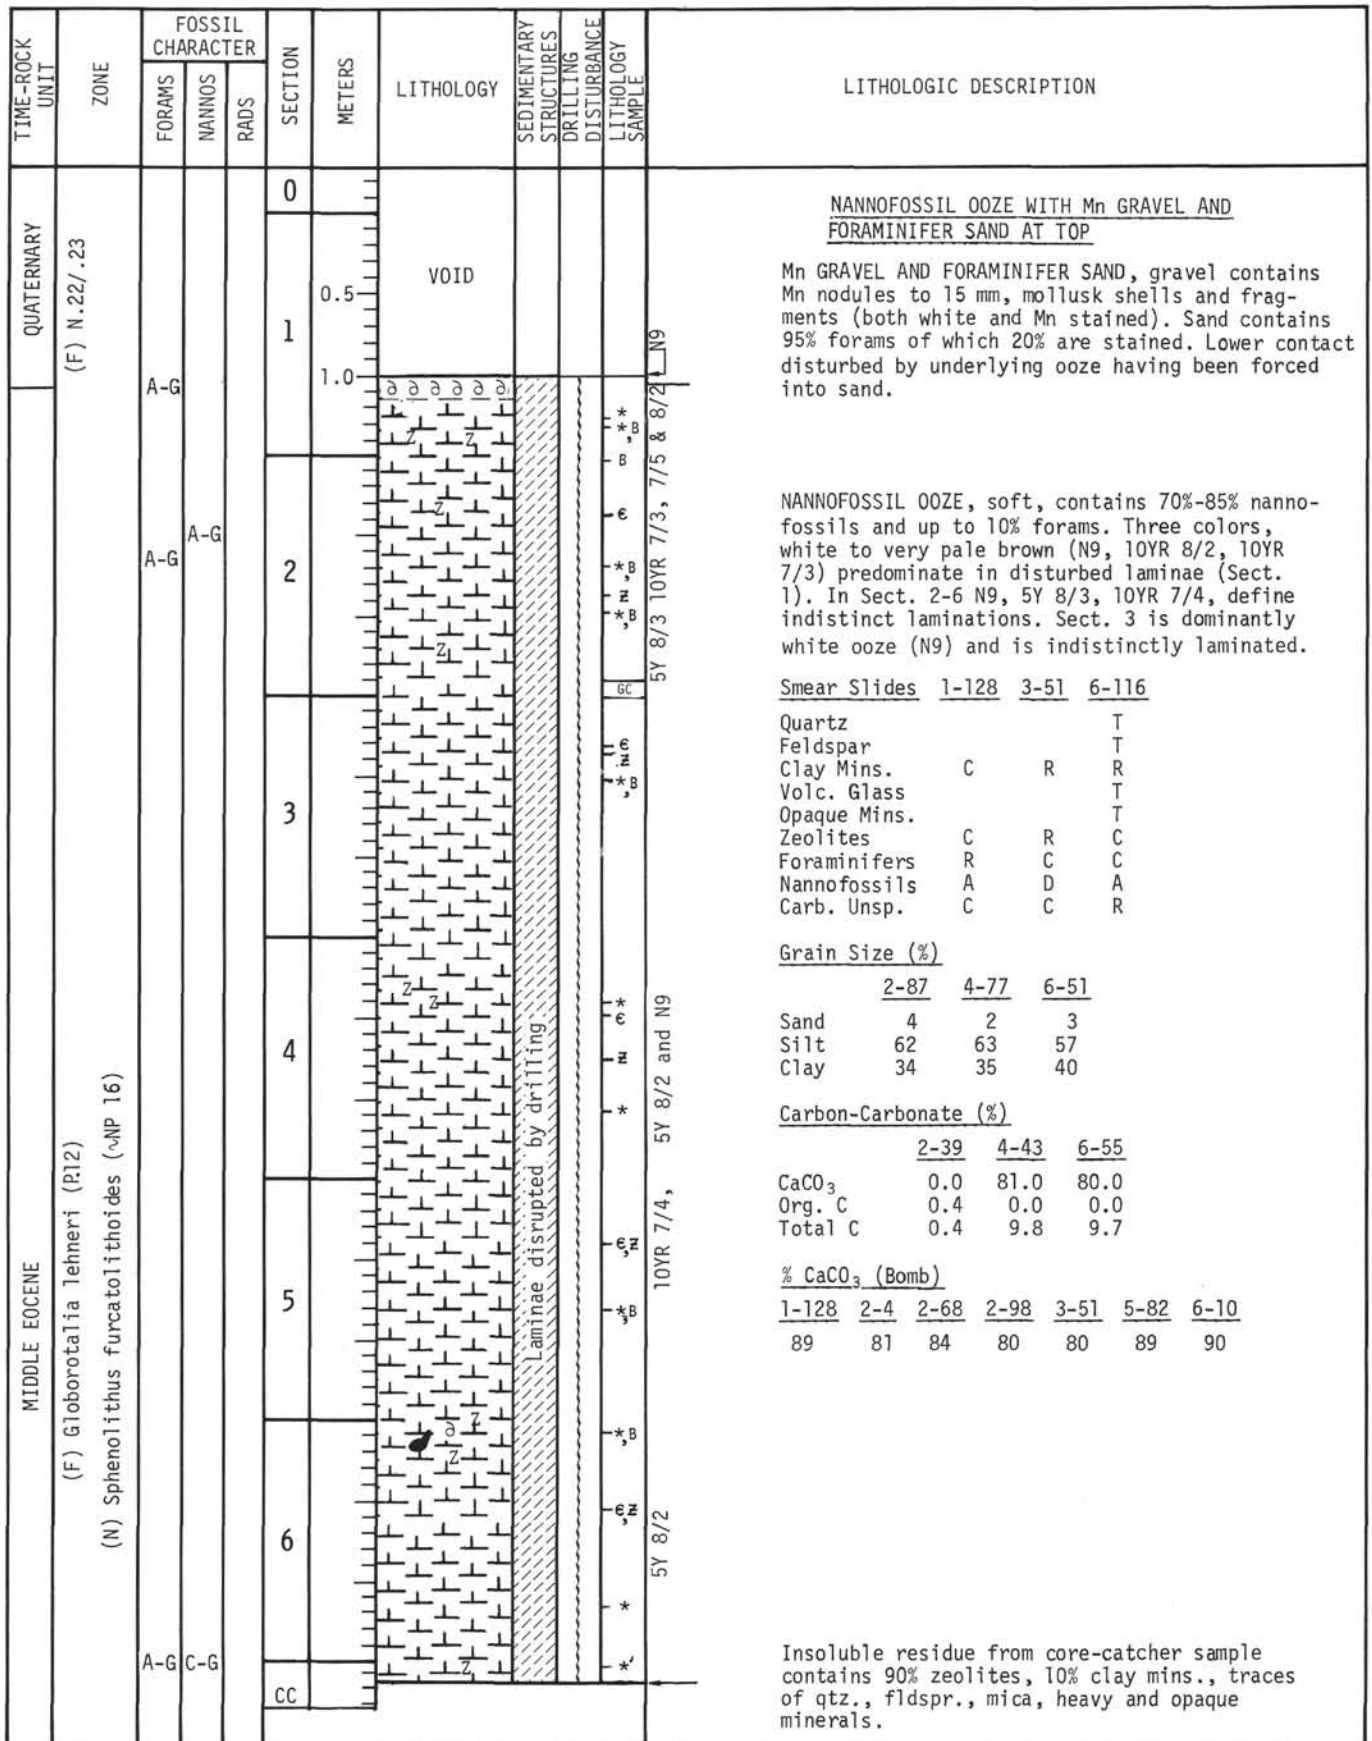 TIME-ROCK UNIT
ZONE
FOSSIL CHARACTER
FORAMS
NANNOS
RADS
SECTION
METERS
LITHOLOGY
SEDIMENTARY STRUCTURES
DRILLING DISTURBANCE
LITHOLOGY SAMPLE
LITHOLOGIC DESCRIPTION
QUATERNARY
(F) N.22/.23
MIDDLE EOCENE
(F) Globorotalia lehneri (P.12)
(N) Sphenolithus furcatolithoides (∿NP 16)
A-G
A-G
A-G
A-G
C-G
0
1
2
3
4
5
6
CC
0.5
1.0
VOID
Laminae disrupted by drilling
N9
5Y 8/3 10YR 7/3, 7/5 & 8/2
10YR 7/4, 5Y 8/2 and N9
5Y 8/2
GC
NANNOFOSSIL OOZE WITH Mn GRAVEL AND
FORAMINIFER SAND AT TOP
Mn GRAVEL AND FORAMINIFER SAND, gravel contains
Mn nodules to 15 mm, mollusk shells and frag-
ments (both white and Mn stained). Sand contains
95% forams of which 20% are stained. Lower contact
disturbed by underlying ooze having been forced
into sand.
NANNOFOSSIL OOZE, soft, contains 70%-85% nanno-
fossils and up to 10% forams. Three colors,
white to very pale brown (N9, 10YR 8/2, 10YR
7/3) predominate in disturbed laminae (Sect.
1). In Sect. 2-6 N9, 5Y 8/3, 10YR 7/4, define
indistinct laminations. Sect. 3 is dominantly
white ooze (N9) and is indistinctly laminated.
Smear Slides 1-128 3-51 6-116
Quartz T
Feldspar T
Clay Mins. C R R
Volc. Glass T
Opaque Mins. T
Zeolites C R C
Foraminifers R C C
Nannofossils A D A
Carb. Unsp. C C R
Grain Size (%)
2-87 4-77 6-51
Sand 4 2 3
Silt 62 63 57
Clay 34 35 40
Carbon-Carbonate (%)
2-39 4-43 6-55
CaCO₃ 0.0 81.0 80.0
Org. C 0.4 0.0 0.0
Total C 0.4 9.8 9.7
% CaCO₃ (Bomb)
1-128 2-4 2-68 2-98 3-51 5-82 6-10
89 81 84 80 80 89 90
Insoluble residue from core-catcher sample
contains 90% zeolites, 10% clay mins., traces
of qtz., fldspr., mica, heavy and opaque
minerals.